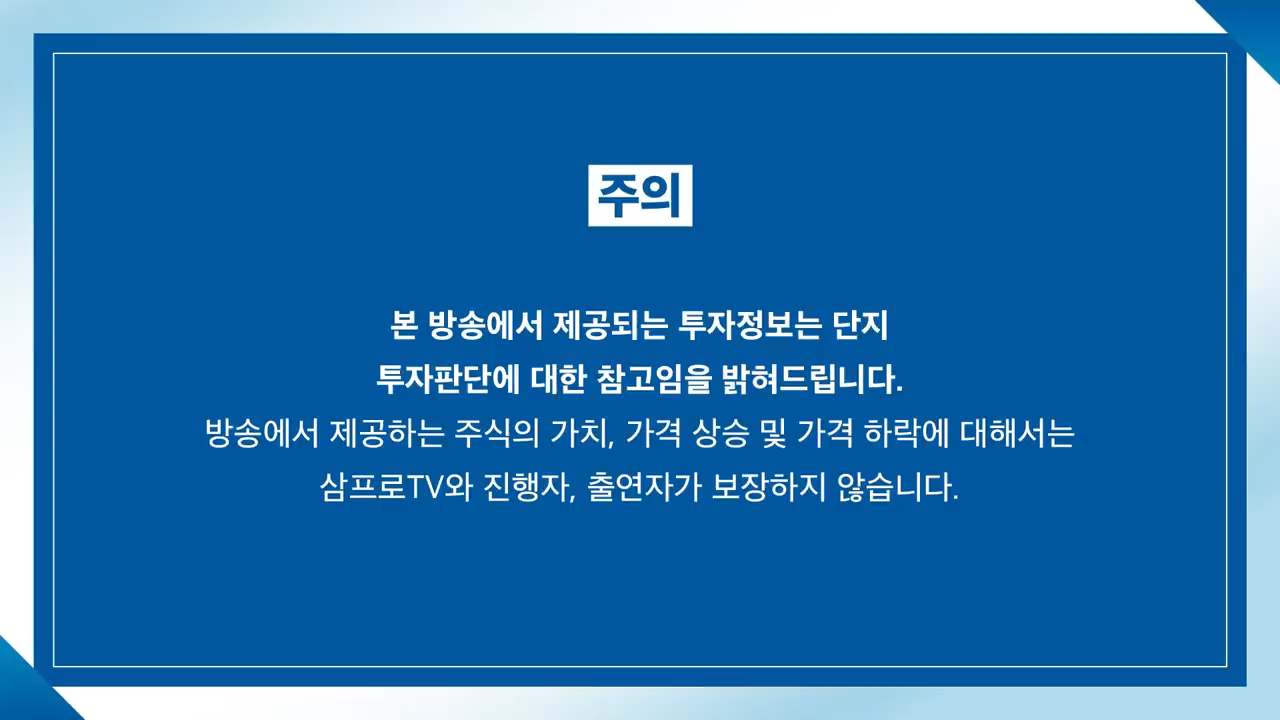 주의
본 방송에서 제공되는 투자정보는 단지
투자판단에 대한 참고임을 밝혀드립니다.
방송에서 제공하는 주식의 가치, 가격 상승 및 가격 하락에 대해서는
삼프로TV와 진행자, 출연자가 보장하지 않습니다.